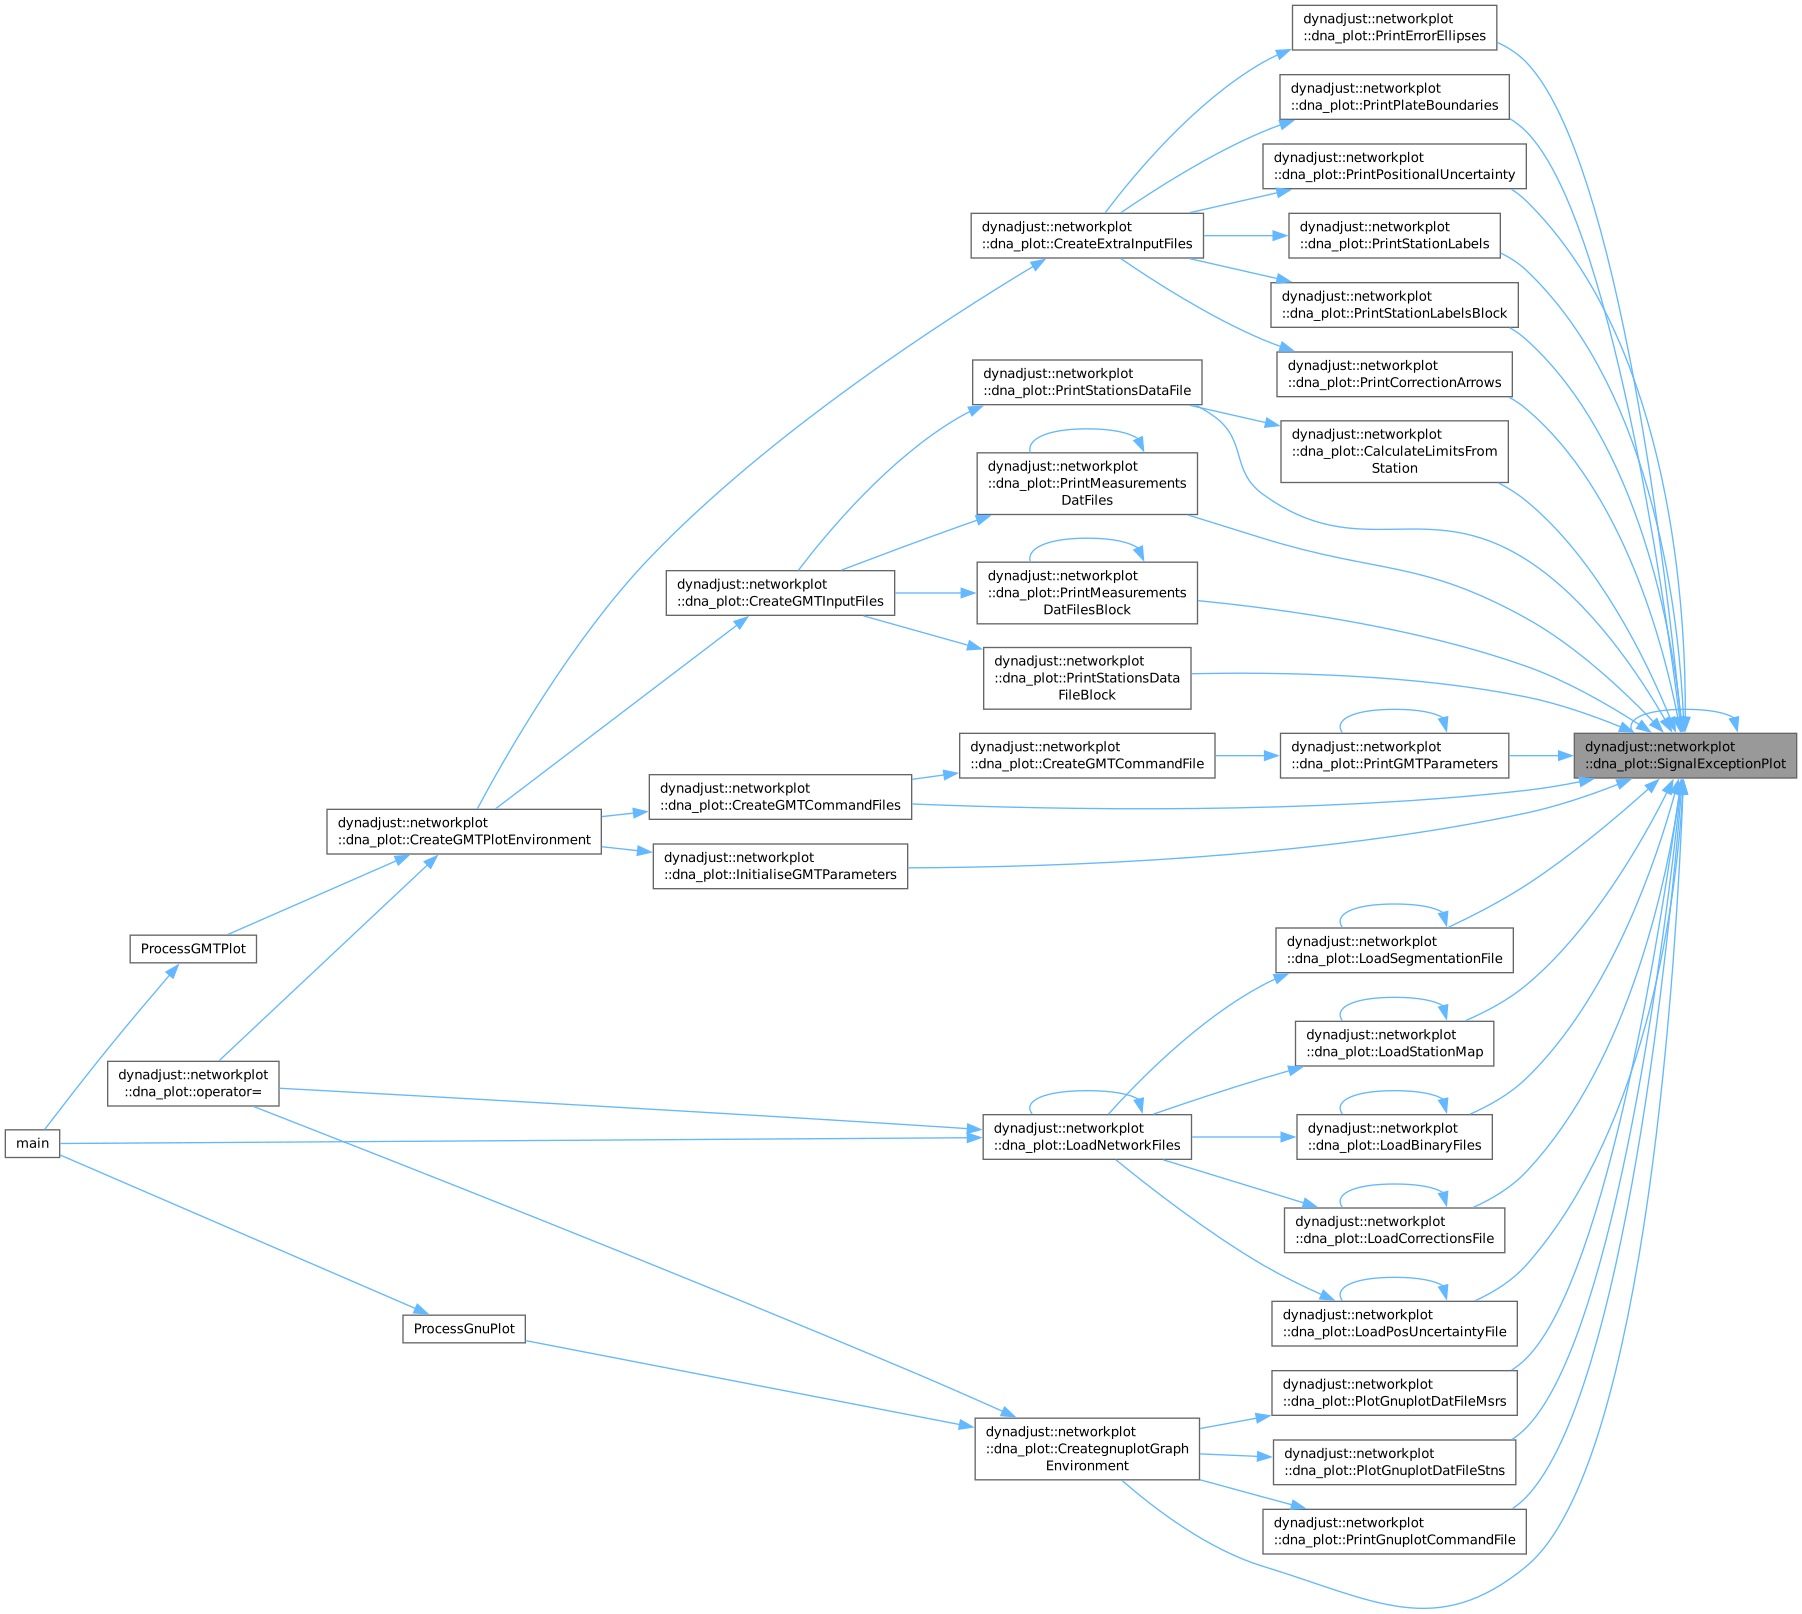 dynadjust::networkplot
::dna_plot::PrintErrorEllipses
dynadjust::networkplot
::dna_plot::PrintPlateBoundaries
dynadjust::networkplot
::dna_plot::PrintPositionalUncertainty
dynadjust::networkplot
::dna_plot::CreateExtraInputFiles
dynadjust::networkplot
::dna_plot::PrintStationLabels
dynadjust::networkplot
::dna_plot::PrintStationLabelsBlock
dynadjust::networkplot
::dna_plot::PrintCorrectionArrows
dynadjust::networkplot
::dna_plot::PrintStationsDataFile
dynadjust::networkplot
::dna_plot::CalculateLimitsFrom
Station
dynadjust::networkplot
::dna_plot::PrintMeasurements
DatFiles
dynadjust::networkplot
::dna_plot::CreateGMTInputFiles
dynadjust::networkplot
::dna_plot::PrintMeasurements
DatFilesBlock
dynadjust::networkplot
::dna_plot::PrintStationsData
FileBlock
dynadjust::networkplot
::dna_plot::CreateGMTCommandFile
dynadjust::networkplot
::dna_plot::PrintGMTParameters
dynadjust::networkplot
::dna_plot::SignalExceptionPlot
dynadjust::networkplot
::dna_plot::CreateGMTCommandFiles
dynadjust::networkplot
::dna_plot::CreateGMTPlotEnvironment
dynadjust::networkplot
::dna_plot::InitialiseGMTParameters
ProcessGMTPlot
dynadjust::networkplot
::dna_plot::LoadSegmentationFile
dynadjust::networkplot
::dna_plot::LoadStationMap
dynadjust::networkplot
::dna_plot::operator=
main
dynadjust::networkplot
::dna_plot::LoadNetworkFiles
dynadjust::networkplot
::dna_plot::LoadBinaryFiles
dynadjust::networkplot
::dna_plot::LoadCorrectionsFile
ProcessGnuPlot
dynadjust::networkplot
::dna_plot::LoadPosUncertaintyFile
dynadjust::networkplot
::dna_plot::PlotGnuplotDatFileMsrs
dynadjust::networkplot
::dna_plot::CreategnuplotGraph
Environment
dynadjust::networkplot
::dna_plot::PlotGnuplotDatFileStns
dynadjust::networkplot
::dna_plot::PrintGnuplotCommandFile